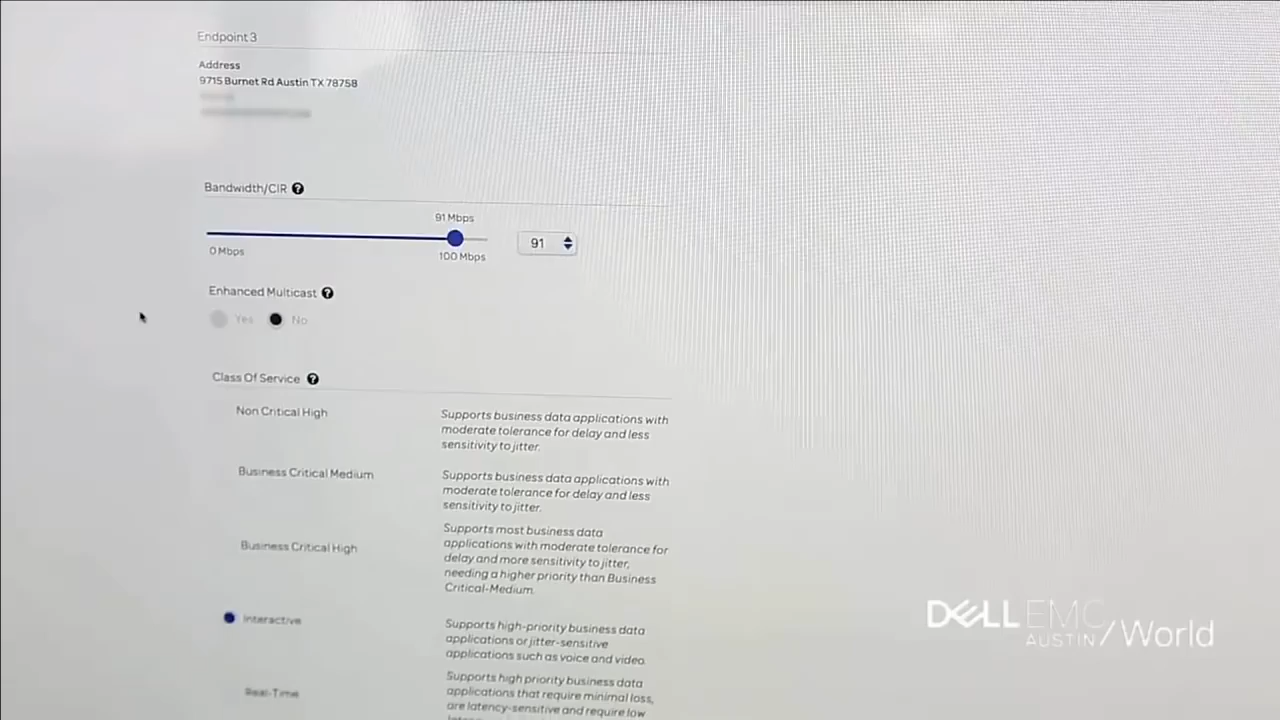 Endpoint 3
Address
9715 Burnet Rd Austin TX 78758
Bandwidth/CIR ?
91 Mbps
91
0 Mbps
100 Mbps
Enhanced Multicast ?
Yes No
Class Of Service ?
Non Critical High
Supports business data applications with
moderate tolerance for delay and less
sensitivity to jitter.
Business Critical Medium
Supports business data applications with
moderate tolerance for delay and less
sensitivity to jitter.
Business Critical High
Supports most business data
applications with moderate tolerance for
delay and more sensitivity to jitter,
needing a higher priority than Business
Critical-Medium.
Interactive
Supports high-priority business data
applications or jitter-sensitive
applications such as voice and video.
Real-Time
Supports high priority business data
applications that require minimal loss,
are latency-sensitive and require low
DELL EMC
AUSTIN/World